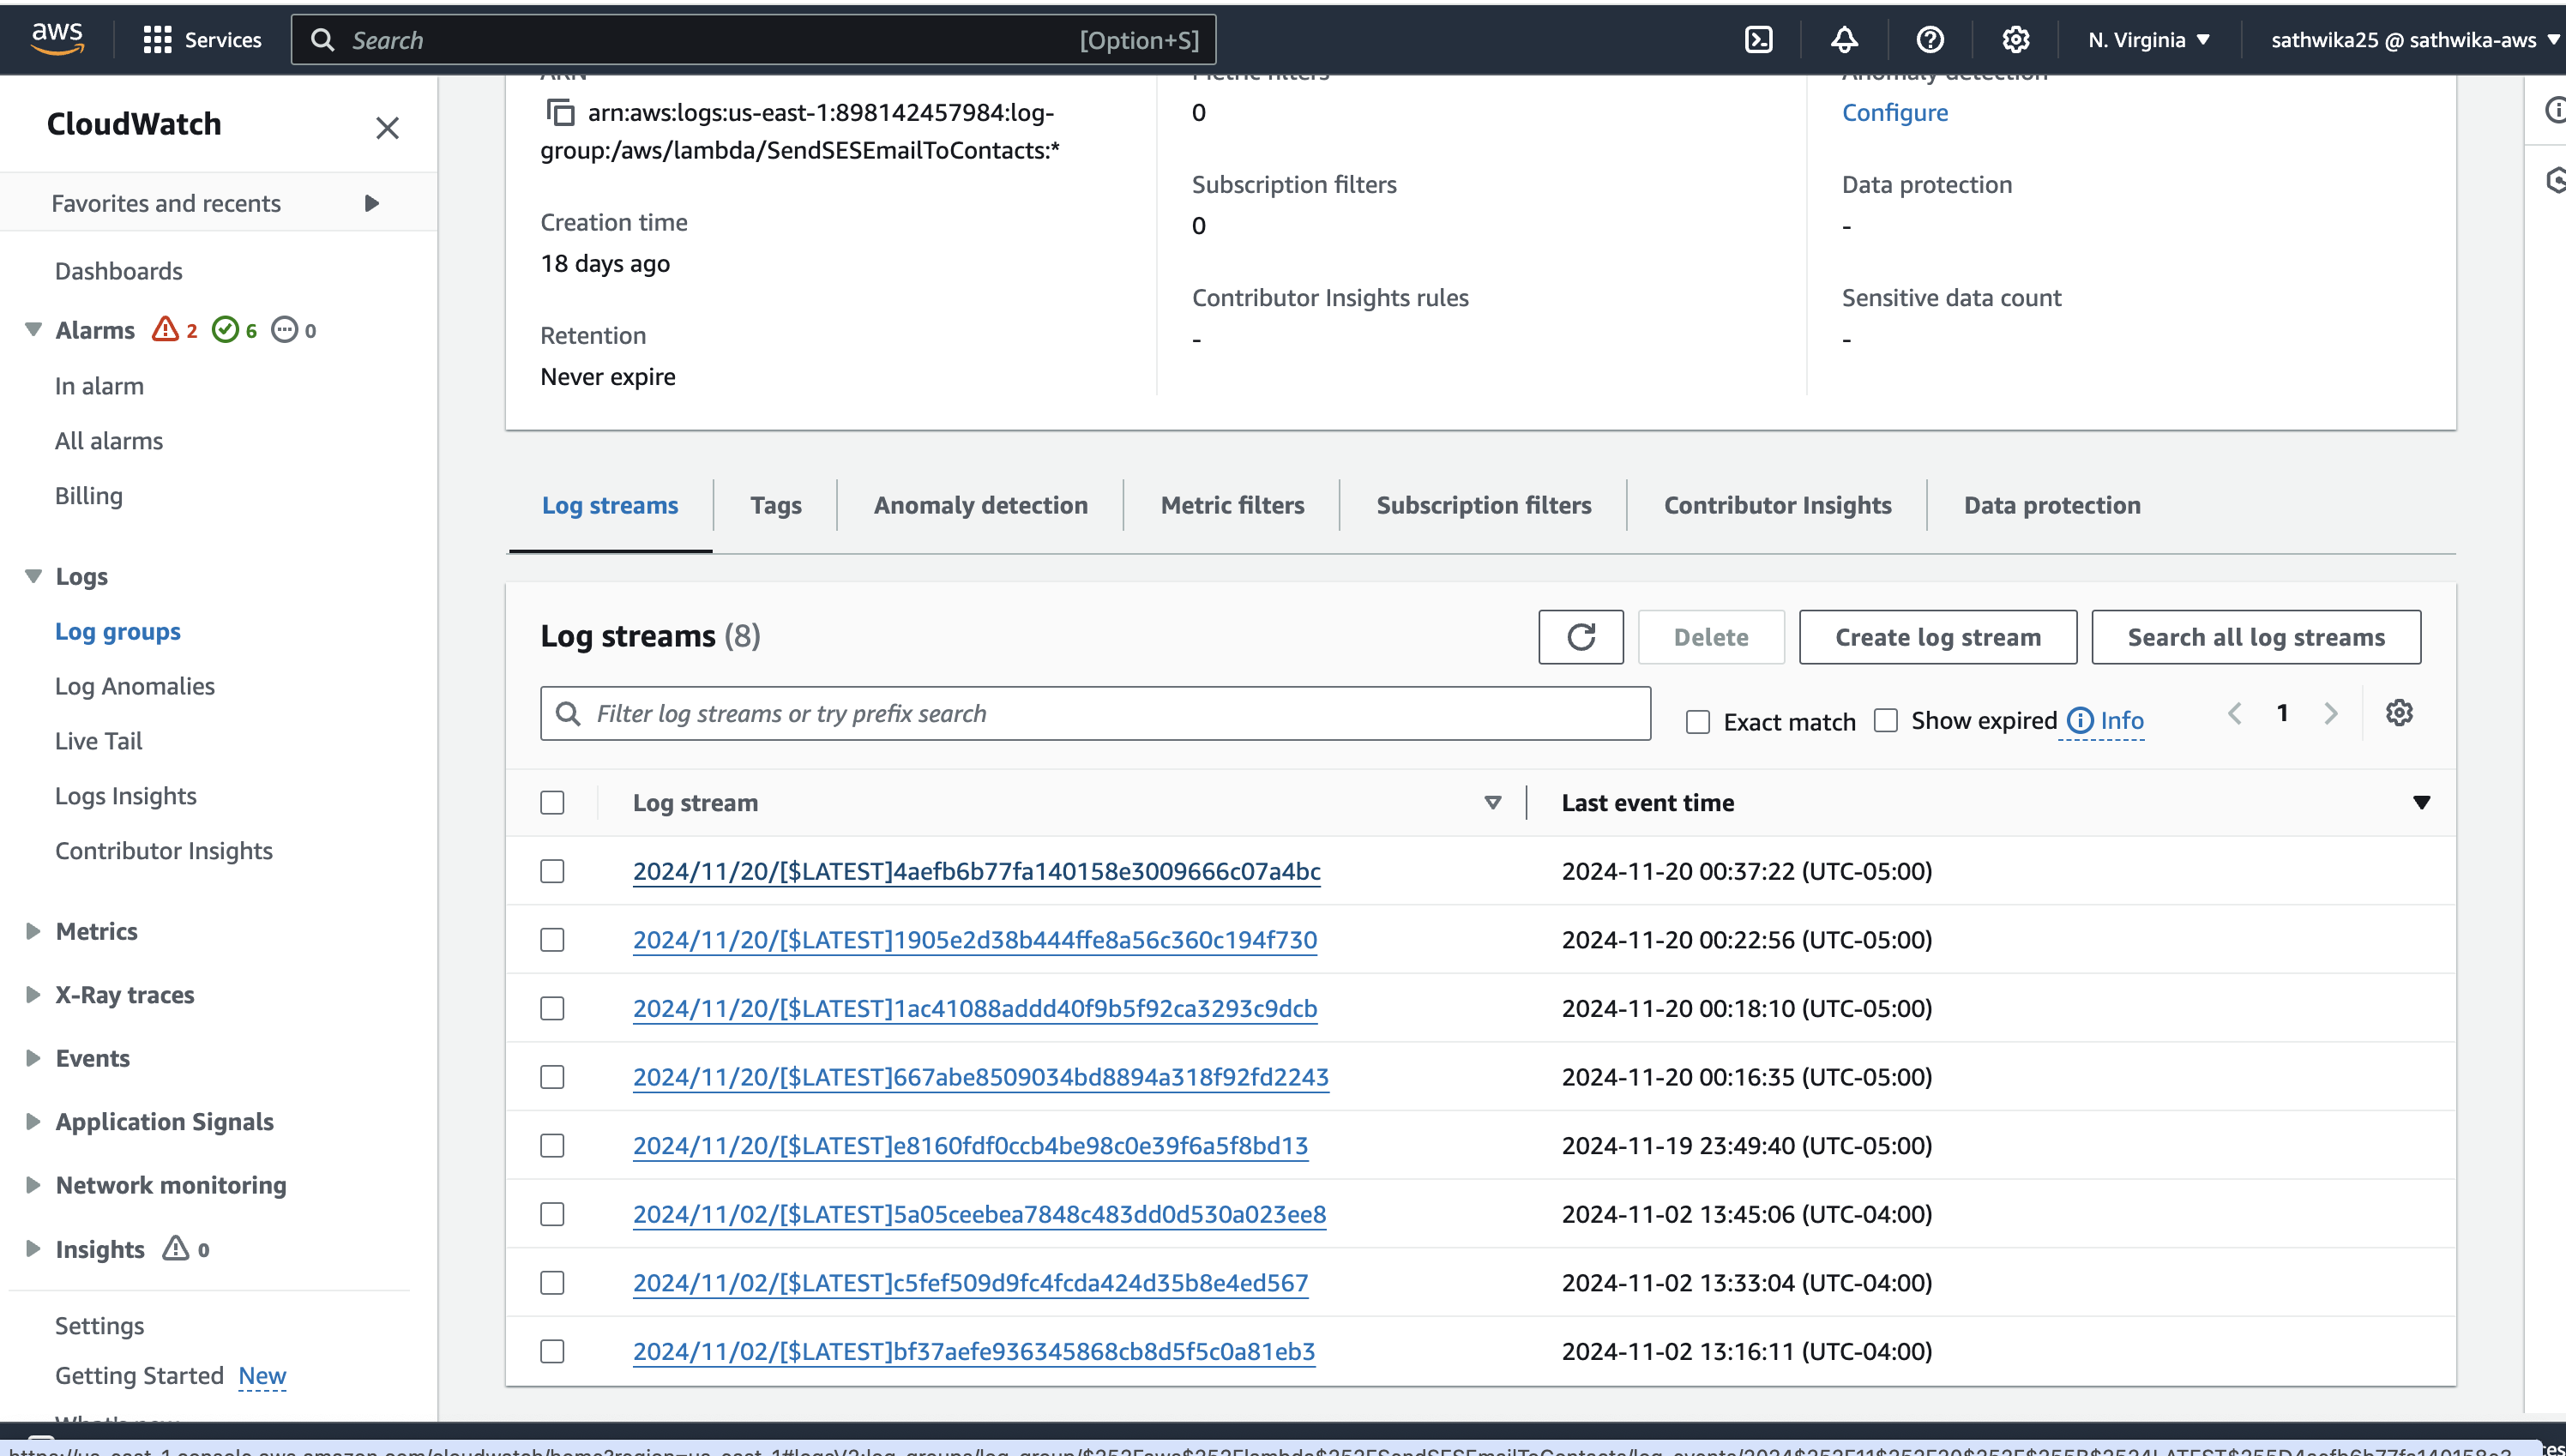 aws
Services
Search
[Option+S]
N. Virginia
sathwika25 @ sathwika-aws
CloudWatch
Favorites and recents
Dashboards
Alarms 2 6 0
In alarm
All alarms
Billing
Logs
Log groups
Log Anomalies
Live Tail
Logs Insights
Contributor Insights
Metrics
X-Ray traces
Events
Application Signals
Network monitoring
Insights 0
Settings
Getting Started New
What's new
ARN
arn:aws:logs:us-east-1:898142457984:log-
group:/aws/lambda/SendSESEmailToContacts:*
Creation time
18 days ago
Retention
Never expire
Metric filters
0
Subscription filters
0
Contributor Insights rules
-
Anomaly detection
Configure
Data protection
-
Sensitive data count
-
Log streams
Tags
Anomaly detection
Metric filters
Subscription filters
Contributor Insights
Data protection
Log streams (8)
Delete
Create log stream
Search all log streams
Filter log streams or try prefix search
Exact match
Show expired
Info
1
Log stream
Last event time
2024/11/20/[$LATEST]4aefb6b77fa140158e3009666c07a4bc 2024-11-20 00:37:22 (UTC-05:00)
2024/11/20/[$LATEST]1905e2d38b444ffe8a56c360c194f730 2024-11-20 00:22:56 (UTC-05:00)
2024/11/20/[$LATEST]1ac41088addd40f9b5f92ca3293c9dcb 2024-11-20 00:18:10 (UTC-05:00)
2024/11/20/[$LATEST]667abe8509034bd8894a318f92fd2243 2024-11-20 00:16:35 (UTC-05:00)
2024/11/20/[$LATEST]e8160fdf0ccb4be98c0e39f6a5f8bd13 2024-11-19 23:49:40 (UTC-05:00)
2024/11/02/[$LATEST]5a05ceebea7848c483dd0d530a023ee8 2024-11-02 13:45:06 (UTC-04:00)
2024/11/02/[$LATEST]c5fef509d9fc4fcda424d35b8e4ed567 2024-11-02 13:33:04 (UTC-04:00)
2024/11/02/[$LATEST]bf37aefe936345868cb8d5f5c0a81eb3 2024-11-02 13:16:11 (UTC-04:00)